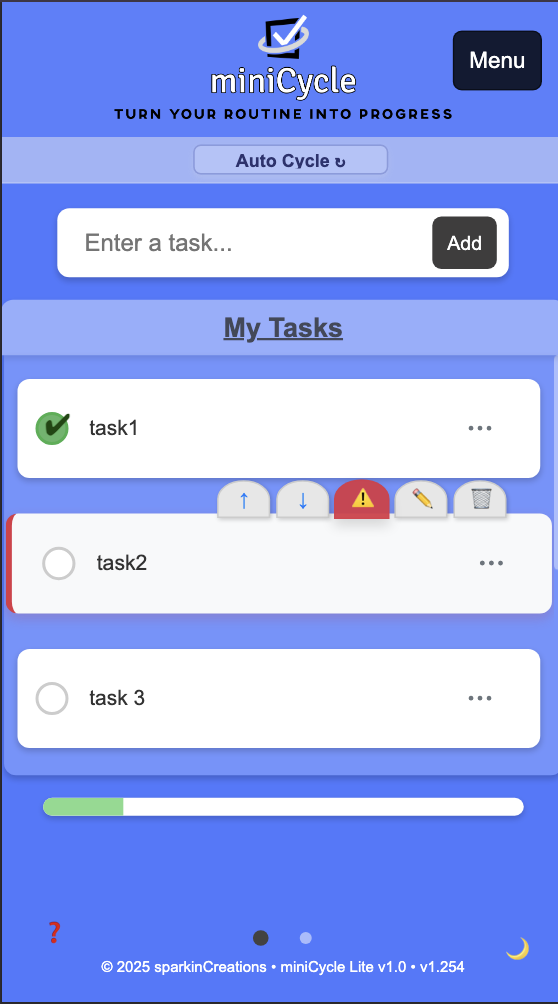 miniCycle
Menu
TURN YOUR ROUTINE INTO PROGRESS
Auto Cycle ↻
Enter a task...
Add
My Tasks
task1
task2
task 3
© 2025 sparkinCreations • miniCycle Lite v1.0 • v1.254